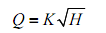 Q = K√H